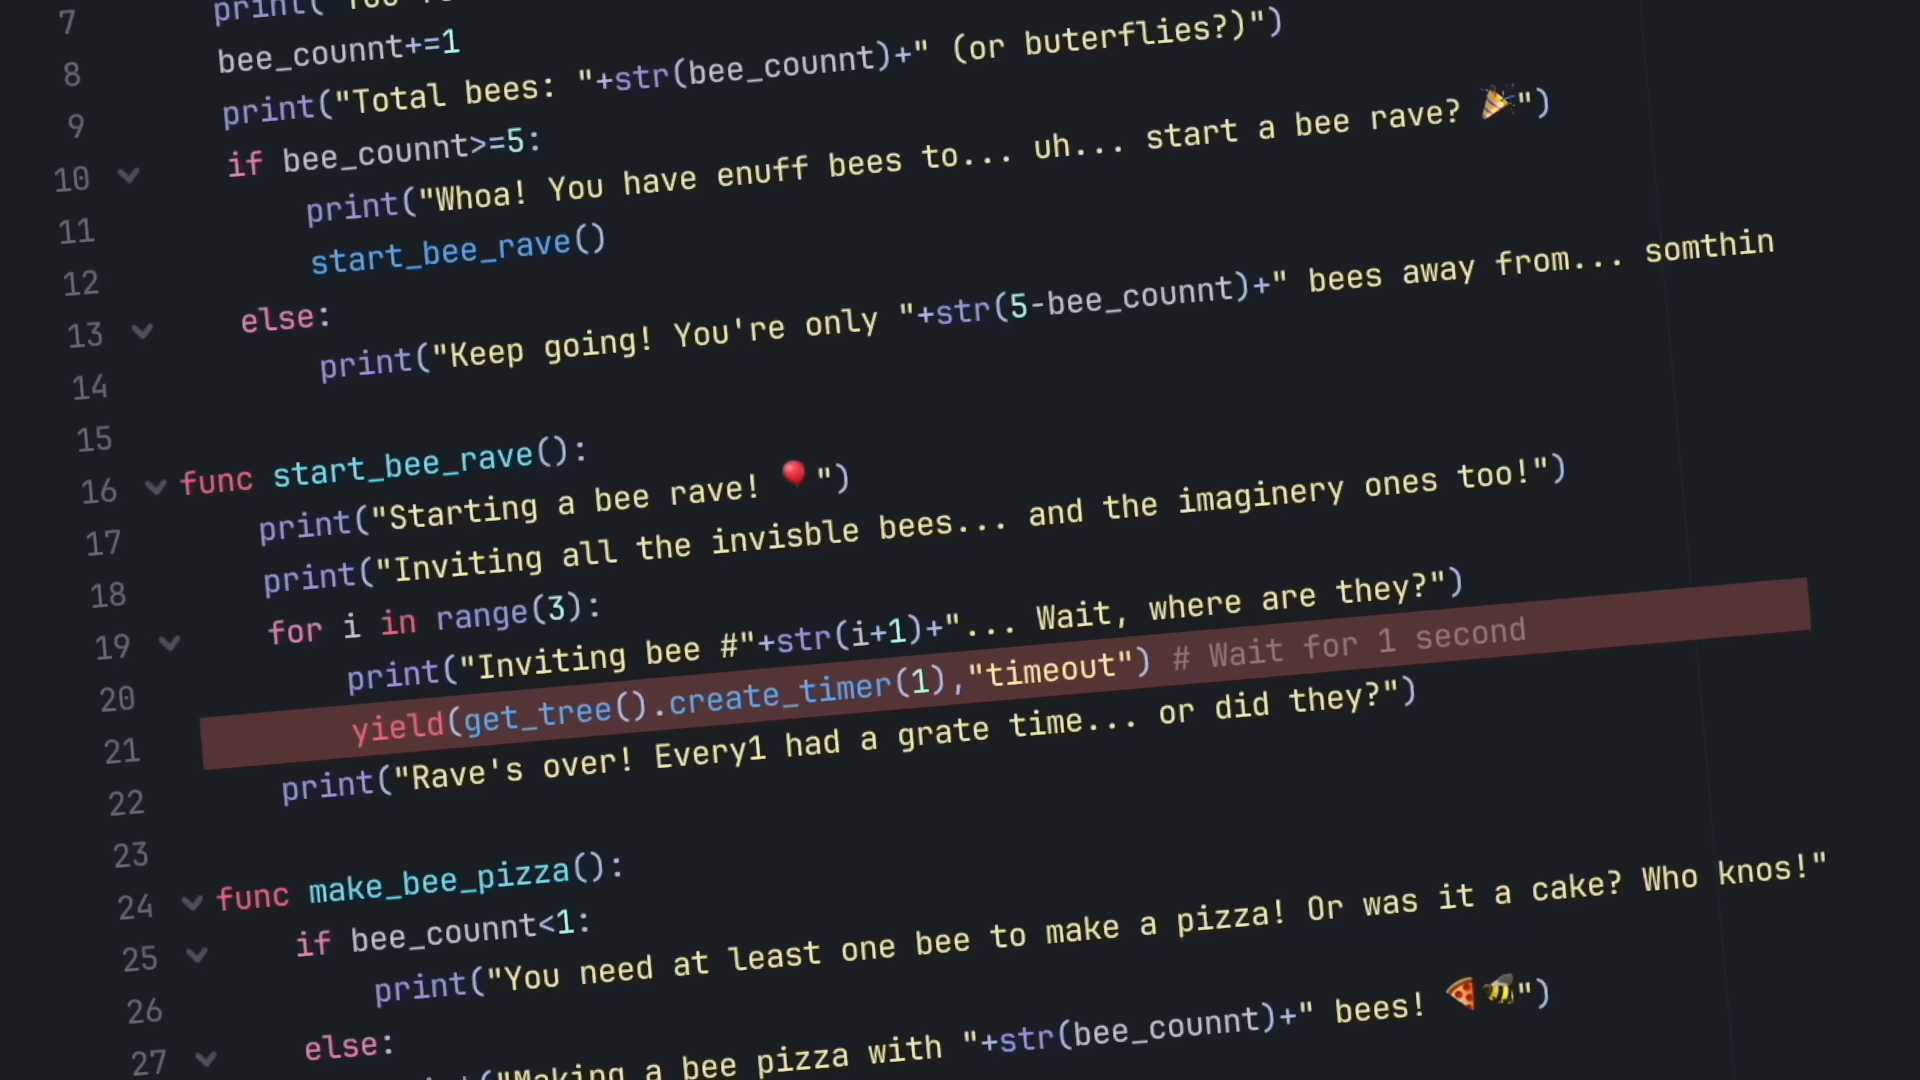 7 print("You
8 bee_counnt+=1
9 print("Total bees: "+str(bee_counnt)+" (or buterflies?)")
10 if bee_counnt>=5:
11 print("Whoa! You have enuff bees to... uh... start a bee rave? 🎉")
12 start_bee_rave()
13 else:
14 print("Keep going! You're only "+str(5-bee_counnt)+" bees away from... somthin
15
16 func start_bee_rave():
17 print("Starting a bee rave! 🎈")
18 print("Inviting all the invisble bees... and the imaginery ones too!")
19 for i in range(3):
20 print("Inviting bee #"+str(i+1)+"... Wait, where are they?")
21 yield(get_tree().create_timer(1),"timeout") # Wait for 1 second
22 print("Rave's over! Every1 had a grate time... or did they?")
23
24 func make_bee_pizza():
25 if bee_counnt<1:
26 print("You need at least one bee to make a pizza! Or was it a cake? Who knos!"
27 else:
("Making a bee pizza with "+str(bee_counnt)+" bees! 🍕🐝")